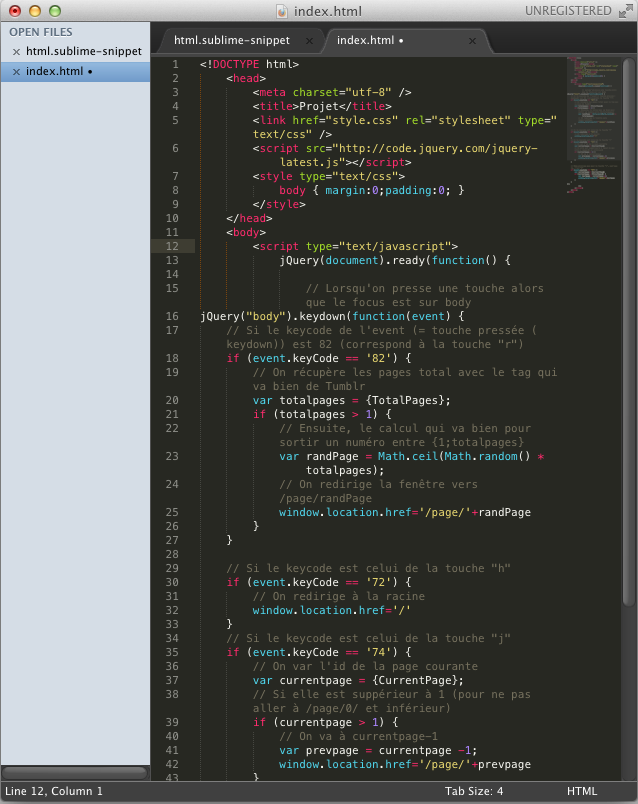 index.html
UNREGISTERED
OPEN FILES
html.sublime-snippet
index.html
html.sublime-snippet
index.html
1 <!DOCTYPE html>
2 <head>
3 <meta charset="utf-8" />
4 <title>Projet</title>
5 <link href="style.css" rel="stylesheet" type="
text/css" />
6 <script src="http://code.jquery.com/jquery-
latest.js"></script>
7 <style type="text/css">
8 body { margin:0;padding:0; }
9 </style>
10 </head>
11 <body>
12 <script type="text/javascript">
13 jQuery(document).ready(function() {
14
15 // Lorsqu'on presse une touche alors
que le focus est sur body
16 jQuery("body").keydown(function(event) {
17 // Si le keycode de l'event (= touche pressée (
keydown)) est 82 (correspond à la touche "r")
18 if (event.keyCode == '82') {
19 // On récupère les pages total avec le tag qui
va bien de Tumblr
20 var totalpages = {TotalPages};
21 if (totalpages > 1) {
22 // Ensuite, le calcul qui va bien pour
sortir un numéro entre {1;totalpages}
23 var randPage = Math.ceil(Math.random() *
totalpages);
24 // On redirige la fenêtre vers
/page/randPage
25 window.location.href='/page/'+randPage
26 }
27 }
28
29 // Si le keycode est celui de la touche "h"
30 if (event.keyCode == '72') {
31 // On redirige à la racine
32 window.location.href='/'
33 }
34 // Si le keycode est celui de la touche "j"
35 if (event.keyCode == '74') {
36 // On var l'id de la page courante
37 var currentpage = {CurrentPage};
38 // Si elle est suppérieur à 1 (pour ne pas
aller à /page/0/ et inférieur)
39 if (currentpage > 1) {
40 // On va à currentpage-1
41 var prevpage = currentpage -1;
42 window.location.href='/page/'+prevpage
43 }
Line 12, Column 1
Tab Size: 4
HTML